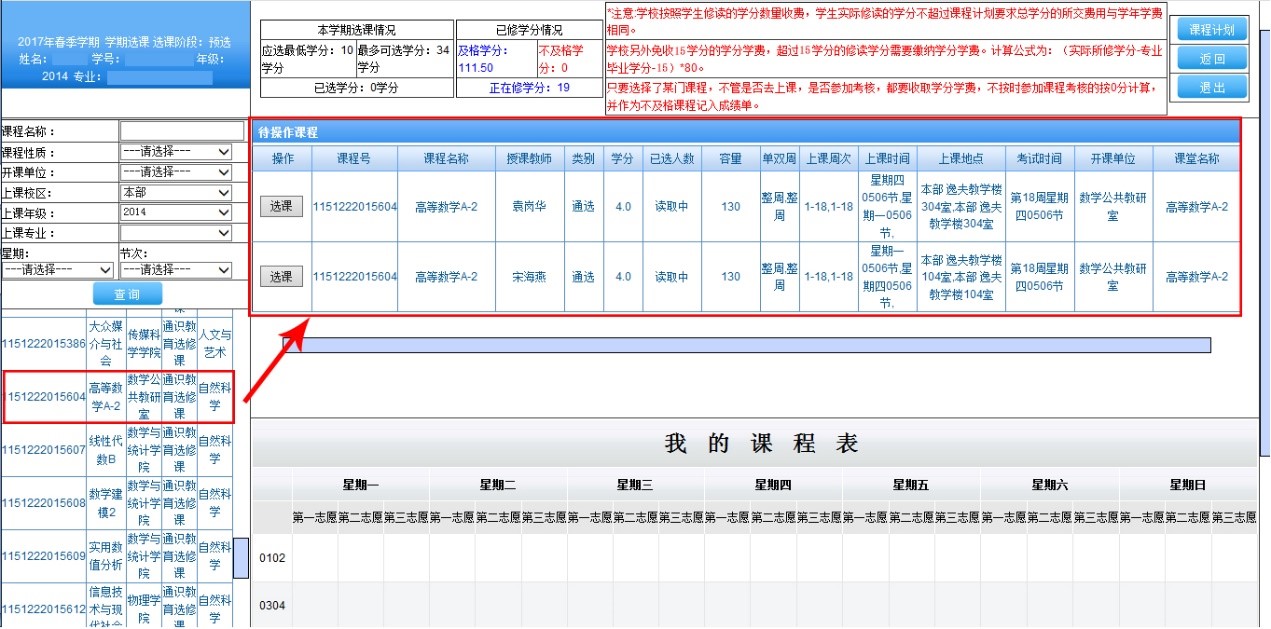 2017年春季学期 学期选课 选课阶段：预选
姓名： 学号： 年级：
2014 专业：
本学期选课情况
应选最低学分：10学分
最多可选学分：34学分
已选学分：0学分
已修学分情况
及格学分：111.50
不及格学分：0
正在修学分：19
*注意:学校按照学生修读的学分数量收费，学生实际修读的学分不超过课程计划要求总学分的所交费用与学年学费相同。
学校另外免收15学分的学分学费，超过15学分的修读学分需要缴纳学分学费。计算公式为：（实际所修学分-专业毕业学分-15）*80。
只要选择了某门课程，不管是否去上课，是否参加考核，都要收取学分学费，不按时参加课程考核的按0分计算，并作为不及格课程记入成绩单。
课程计划
返 回
退 出
课程名称：
课程性质： ---请选择---
开课单位： ---请选择---
上课校区： 本部
上课年级： 2014
上课专业：
星期： 节次：
---请选择--- ---请选择---
查 询
课
1151222015386 大众媒介与社会 传媒科学学院 通识教育选修课 人文与艺术
1151222015604 高等数学A-2 数学公共教研室 通识教育选修课 自然科学
1151222015607 线性代数B 数学与统计学院 通识教育选修课 自然科学
1151222015608 数学建模2 数学与统计学院 通识教育选修课 自然科学
1151222015609 实用数值分析 数学与统计学院 通识教育选修课 自然科学
1151222015612 信息技术与现代社会 物理学院 通识教育选修课 自然科学
待操作课程
操作 课程号 课程名称 授课教师 类别 学分 已选人数 容量 单双周 上课周次 上课时间 上课地点 考试时间 开课单位 课堂名称
选课 1151222015604 高等数学A-2 袁岗华 通选 4.0 读取中 130 整周,整周 1-18,1-18 星期四0506节,星期一0506节, 本部 逸夫教学楼304室,本部 逸夫教学楼304室 第18周星期四0506节 数学公共教研室 高等数学A-2
选课 1151222015604 高等数学A-2 宋海燕 通选 4.0 读取中 130 整周,整周 1-18,1-18 星期一0506节,星期四0506节, 本部 逸夫教学楼104室,本部 逸夫教学楼104室 第18周星期四0506节 数学公共教研室 高等数学A-2
我 的 课 程 表
星期一 星期二 星期三 星期四 星期五 星期六 星期日
第一志愿 第二志愿 第三志愿 第一志愿 第二志愿 第三志愿 第一志愿 第二志愿 第三志愿 第一志愿 第二志愿 第三志愿 第一志愿 第二志愿 第三志愿 第一志愿 第二志愿 第三志愿 第一志愿 第二志愿 第三志愿
0102
0304